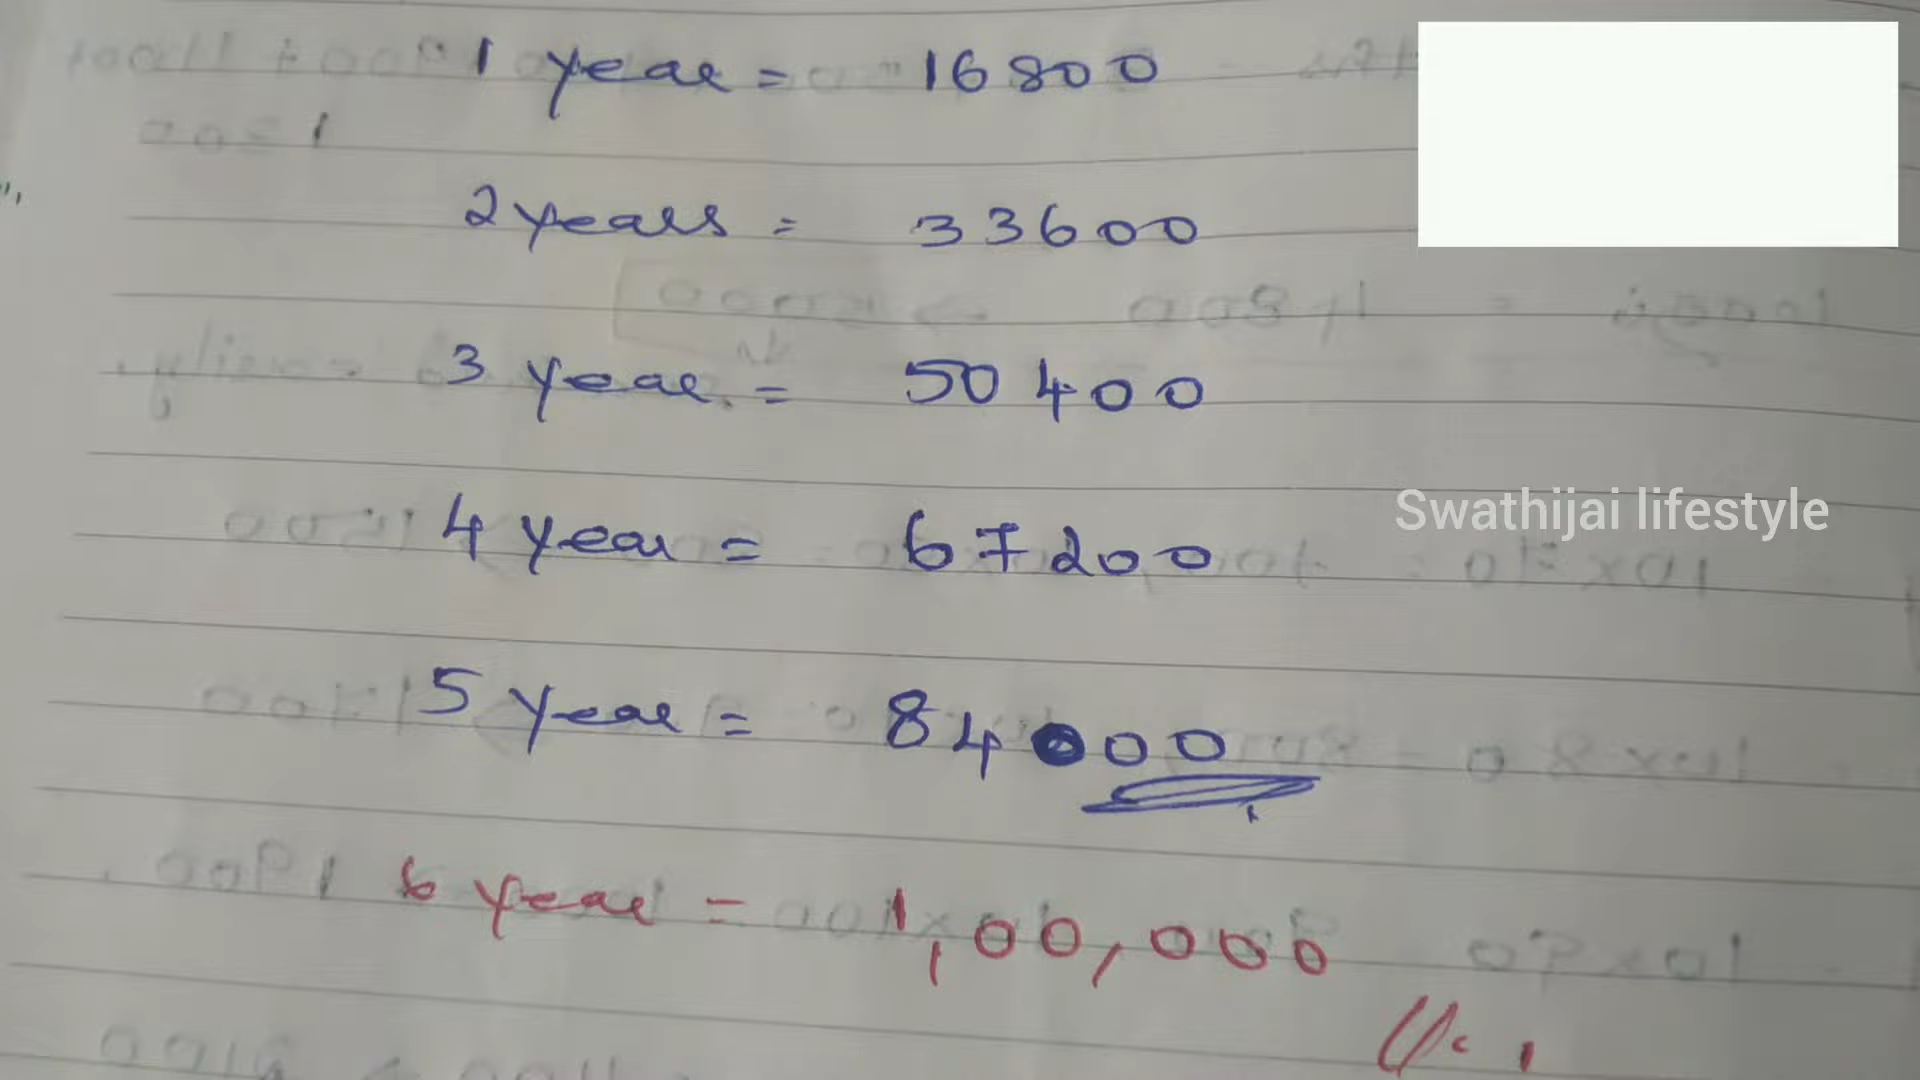 1 year = 16800
2 years = 33600
3 year. = 50400
Swathijai lifestyle
4 year = 67200
5 year = 84000
6 year = 1,00,000